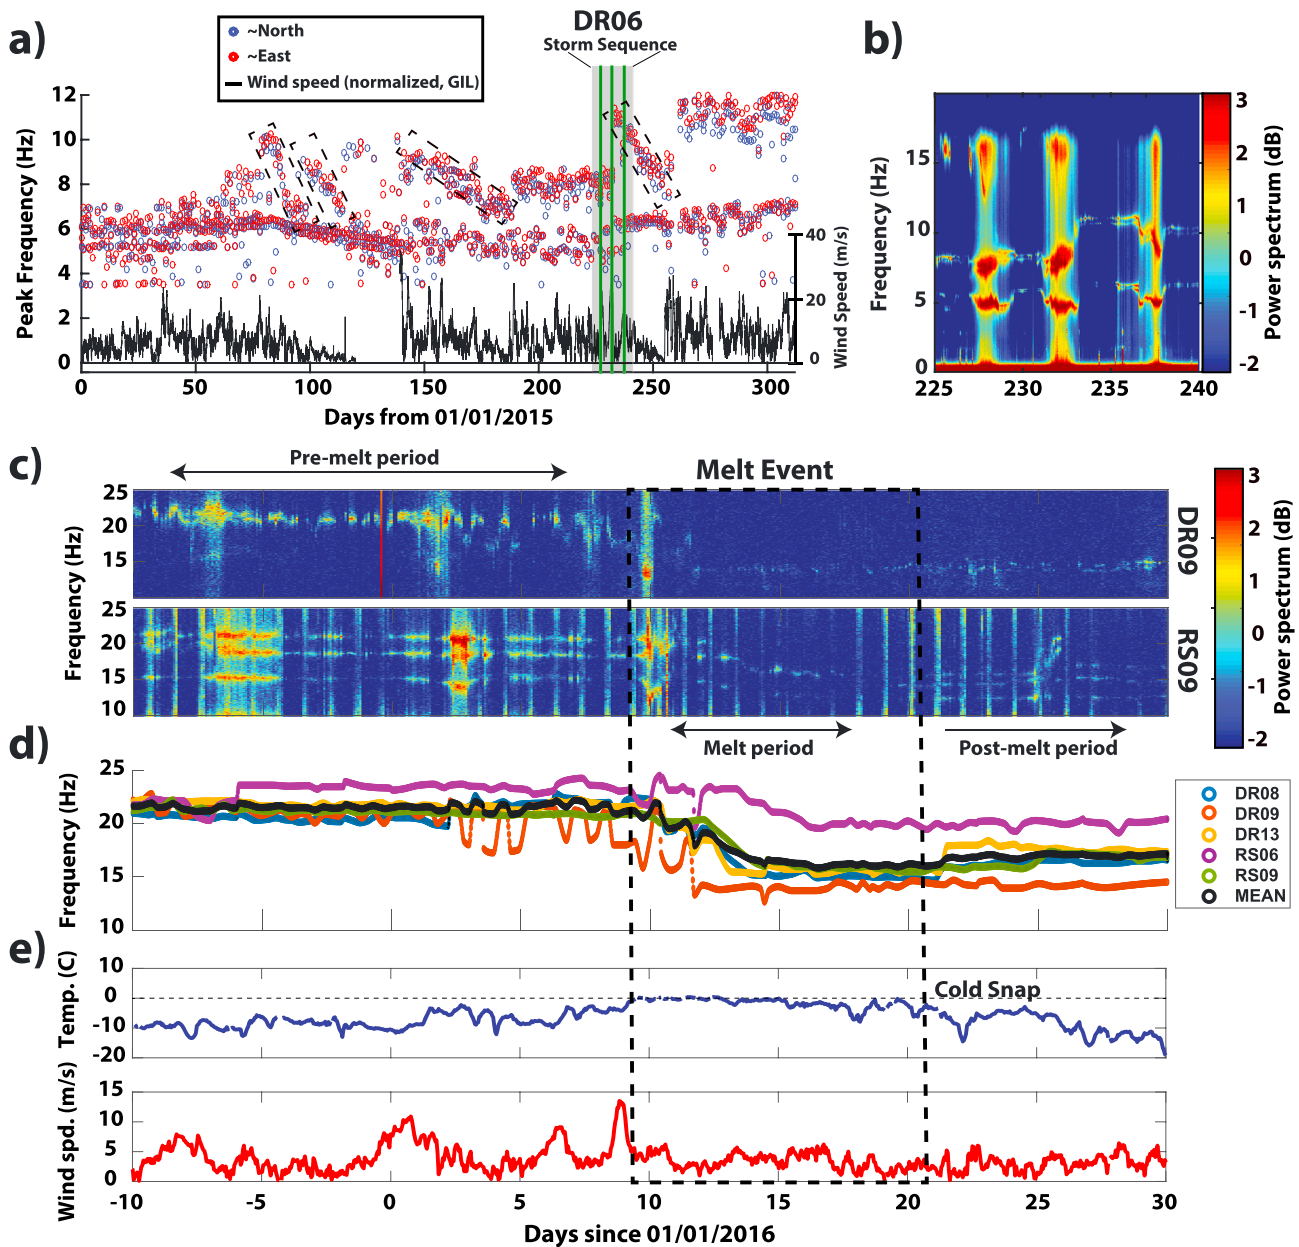 a)
~North
~East
Wind speed (normalized, GIL)
DR06
Storm Sequence
Peak Frequency (Hz)
12
10
8
6
4
2
0
40
20
0
Wind Speed (m/s)
0
50
100
150
200
250
300
Days from 01/01/2015
b)
Frequency (Hz)
15
10
5
0
225
230
235
240
3
2
1
0
-1
-2
Power spectrum (dB)
c)
Pre-melt period
Melt Event
Frequency (Hz)
25
20
15
DR09
Frequency (Hz)
25
20
15
10
RS09
3
2
1
0
-1
-2
Power spectrum (dB)
Melt period
Post-melt period
d)
Frequency (Hz)
25
20
15
10
DR08
DR09
DR13
RS06
RS09
MEAN
e)
Temp. (C)
10
0
-10
-20
Cold Snap
Wind spd. (m/s)
15
10
5
0
-10
-5
0
5
10
15
20
25
30
Days since 01/01/2016